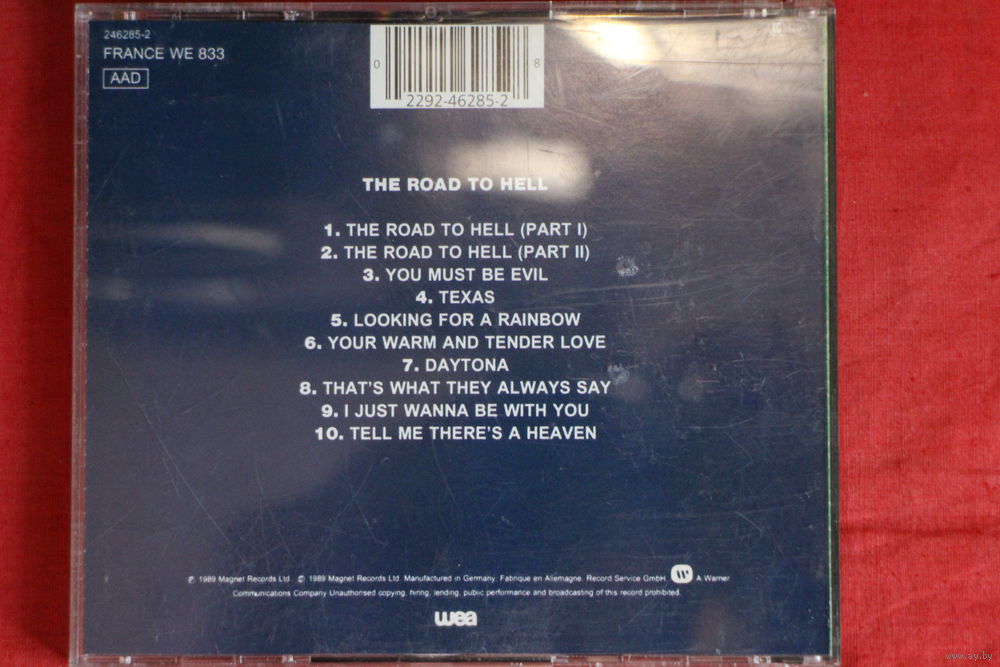 246285-2
FRANCE WE 833
AAD
0 8
2292-46285-2
THE ROAD TO HELL
1. THE ROAD TO HELL (PART I)
2. THE ROAD TO HELL (PART II)
3. YOU MUST BE EVIL
4. TEXAS
5. LOOKING FOR A RAINBOW
6. YOUR WARM AND TENDER LOVE
7. DAYTONA
8. THAT'S WHAT THEY ALWAYS SAY
9. I JUST WANNA BE WITH YOU
10. TELL ME THERE'S A HEAVEN
℗ 1989 Magnet Records Ltd. © 1989 Magnet Records Ltd. Manufactured in Germany. Fabriqué en Allemagne. Record Service GmbH. A Warner
Communications Company Unauthorised copying, hiring, lending, public performance and broadcasting of this record prohibited.
wea
www.ay.by